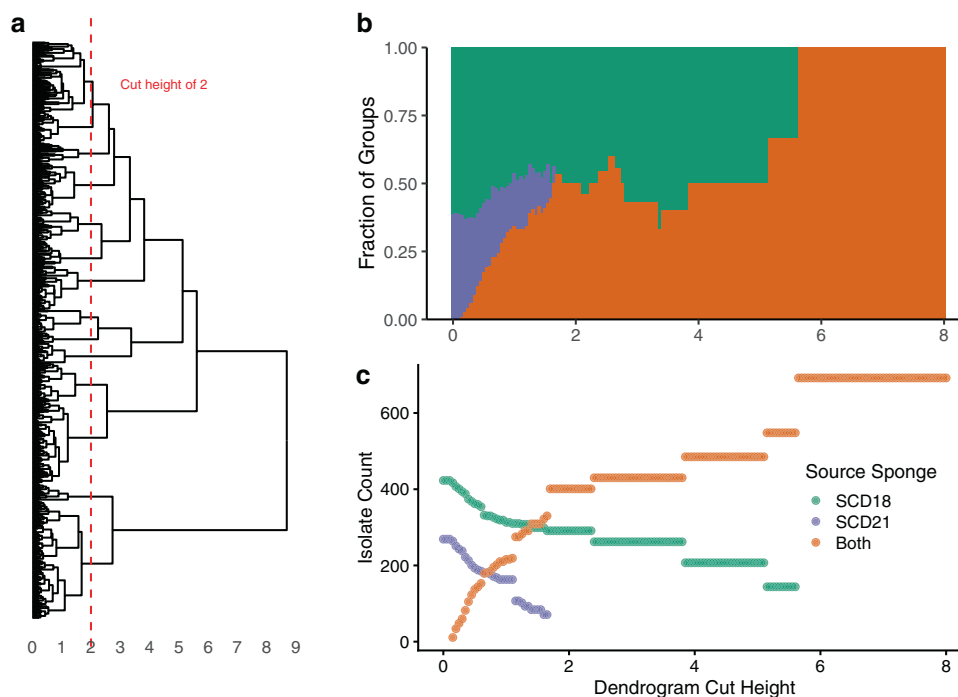 a
Cut height of 2
0 1 2 3 4 5 6 7 8 9
b
Fraction of Groups
1.00
0.75
0.50
0.25
0.00
0 2 4 6 8
c
Isolate Count
600
400
200
0
0 2 4 6 8
Dendrogram Cut Height
Source Sponge
SCD18
SCD21
Both